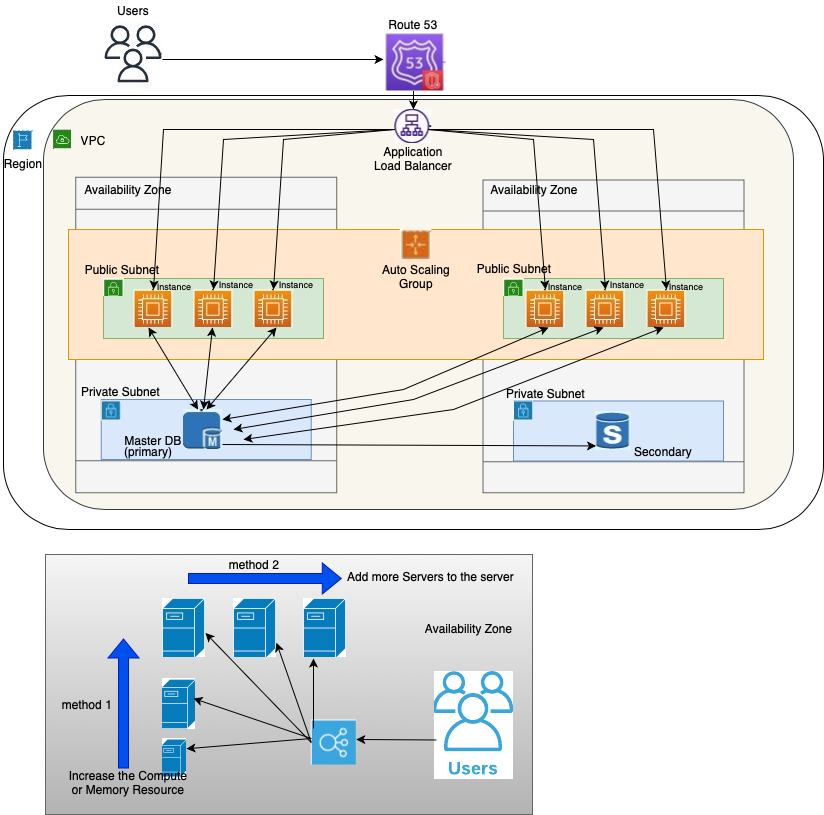 Users
Route 53
53
Region
VPC
Application
Load Balancer
Availability Zone
Availability Zone
Auto Scaling
Group
Public Subnet
Instance
Instance
Instance
Public Subnet
Instance
Instance
Instance
Private Subnet
M
Master DB
(primary)
Private Subnet
S
Secondary
method 2
Add more Servers to the server
Availability Zone
method 1
Increase the Compute
or Memory Resource
Users